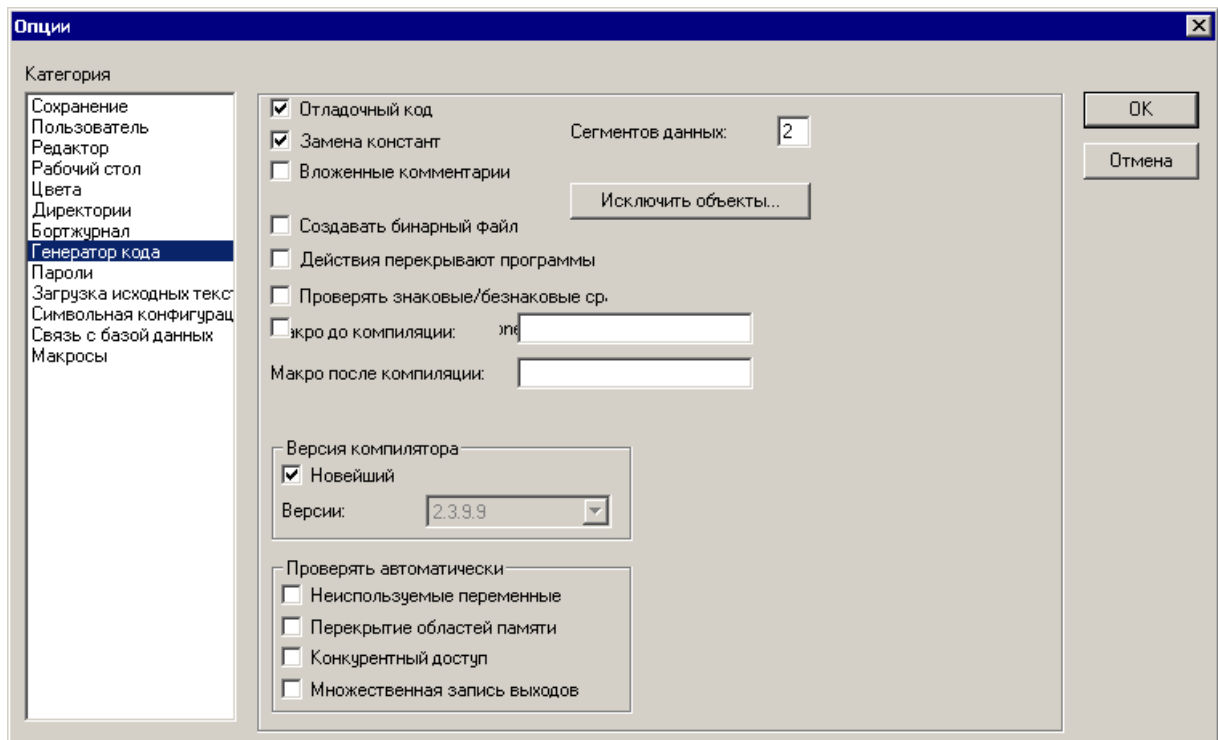 Опции
Категория
Сохранение
Пользователь
Редактор
Рабочий стол
Цвета
Директории
Бортжурнал
Генератор кода
Пароли
Загрузка исходных текс
Символьная конфигурац
Связь с базой данных
Макросы
Отладочный код
Замена констант
Вложенные комментарии
Сегментов данных: 2
Исключить объекты...
Создавать бинарный файл
Действия перекрывают программы
Проверять знаковые/безнаковые ср
акро до компиляции:
Макро после компиляции:
Версия компилятора
Новейший
Версии: 2.3.9.9
Проверять автоматически
Неиспользуемые переменные
Перекрытие областей памяти
Конкурентный доступ
Множественная запись выходов
OK
Отмена